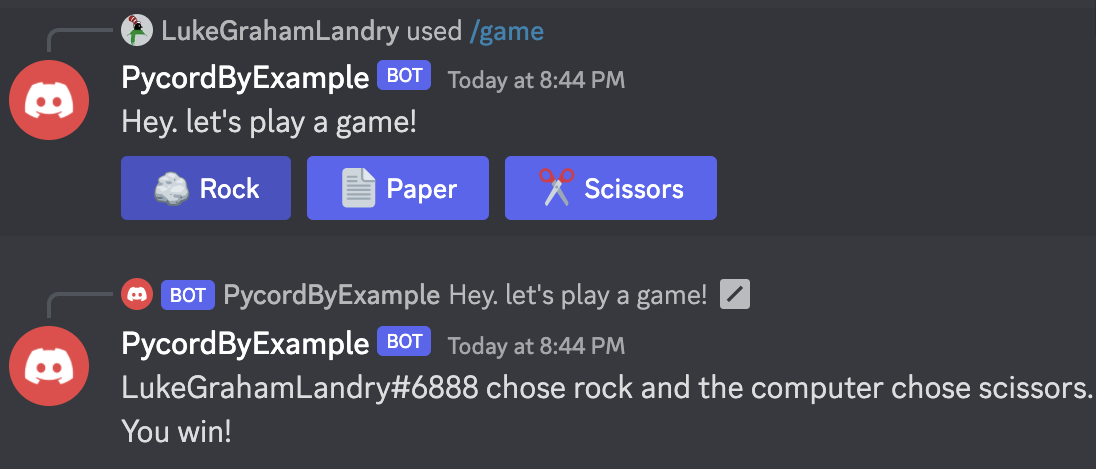 LukeGrahamLandry used /game
PycordByExample BOT Today at 8:44 PM
Hey. let's play a game!
Rock Paper Scissors
BOT PycordByExample Hey. let's play a game!
PycordByExample BOT Today at 8:44 PM
LukeGrahamLandry#6888 chose rock and the computer chose scissors.
You win!